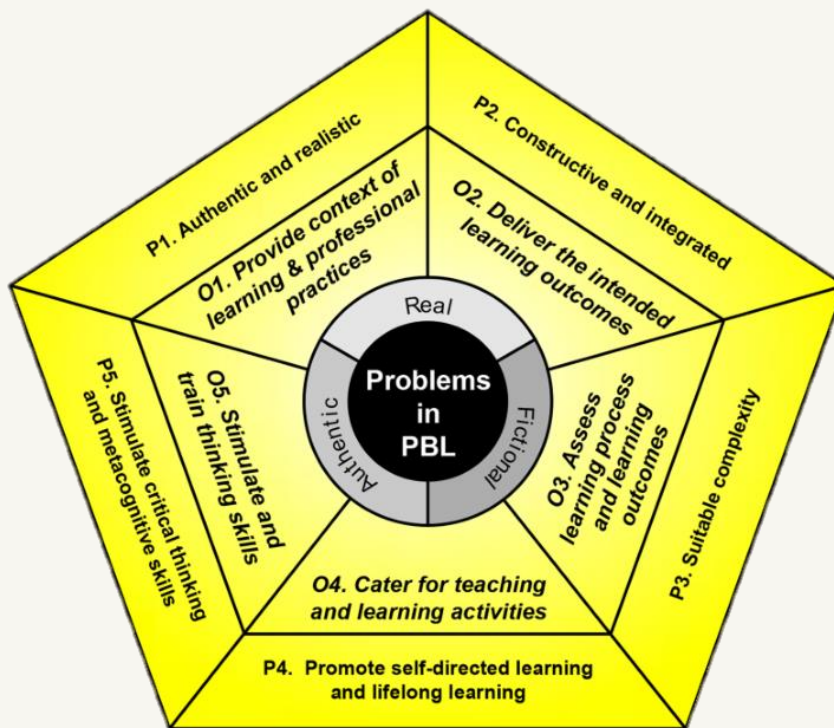 P1. Authentic and realistic
P2. Constructive and integrated
O1. Provide context of
learning & professional
practices
O2. Deliver the intended
learning outcomes
Real
Problems
in
PBL
Authentic
Fictional
O5. Stimulate and
train thinking skills
O3. Assess
learning process
and learning
outcomes
P5. Stimulate critical thinking
and metacognitive skills
P3. Suitable complexity
O4. Cater for teaching
and learning activities
P4. Promote self-directed learning
and lifelong learning